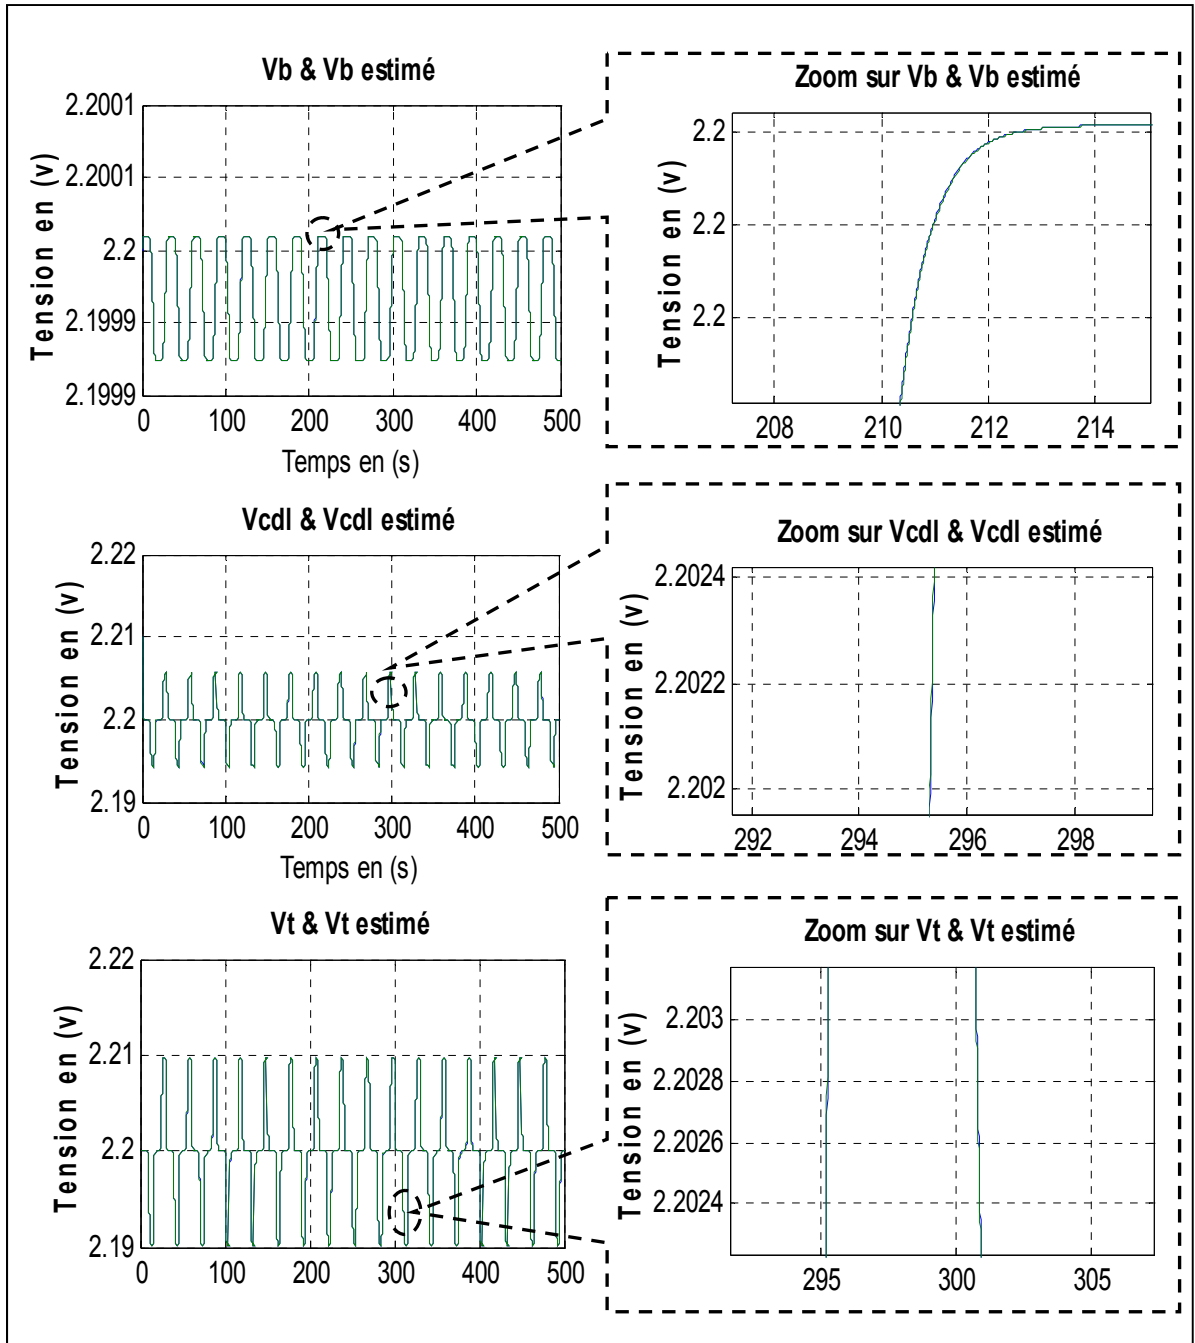 Vb & Vb estimé
Tension en (v)
2.2001
2.2001
2.2
2.1999
2.1999
0 100 200 300 400 500
Temps en (s)
Zoom sur Vb & Vb estimé
Tension en (v)
2.2
2.2
2.2
208 210 212 214
Vcdl & Vcdl estimé
Tension en (v)
2.22
2.21
2.2
2.19
0 100 200 300 400 500
Temps en (s)
Zoom sur Vcdl & Vcdl estimé
Tension en (v)
2.2024
2.2022
2.202
292 294 296 298
Vt & Vt estimé
Tension en (v)
2.22
2.21
2.2
2.19
0 100 200 300 400 500
Zoom sur Vt & Vt estimé
Tension en (v)
2.203
2.2028
2.2026
2.2024
295 300 305